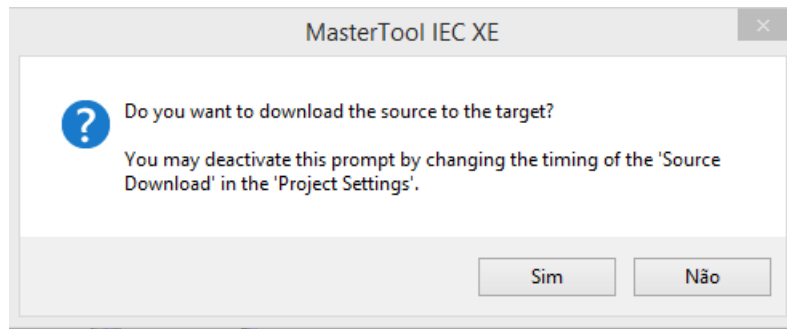 MasterTool IEC XE
Do you want to download the source to the target?
You may deactivate this prompt by changing the timing of the 'Source
Download' in the 'Project Settings'.
Sim
Não